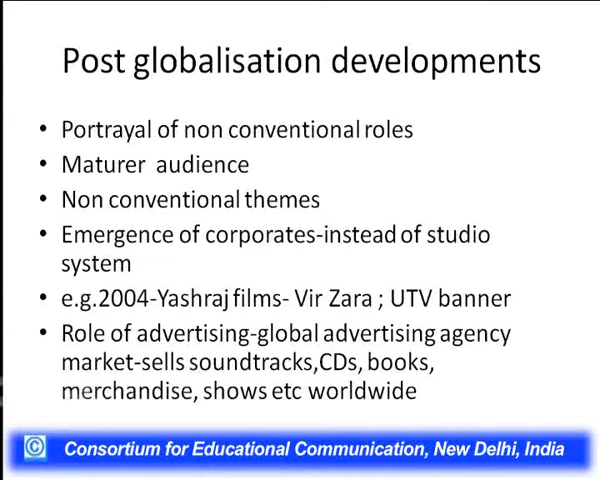 Post globalisation developments
• Portrayal of non conventional roles
• Maturer audience
• Non conventional themes
• Emergence of corporates-instead of studio
system
• e.g.2004-Yashraj films- Vir Zara ; UTV banner
• Role of advertising-global advertising agency
market-sells soundtracks,CDs, books,
merchandise, shows etc worldwide
© Consortium for Educational Communication, New Delhi, India